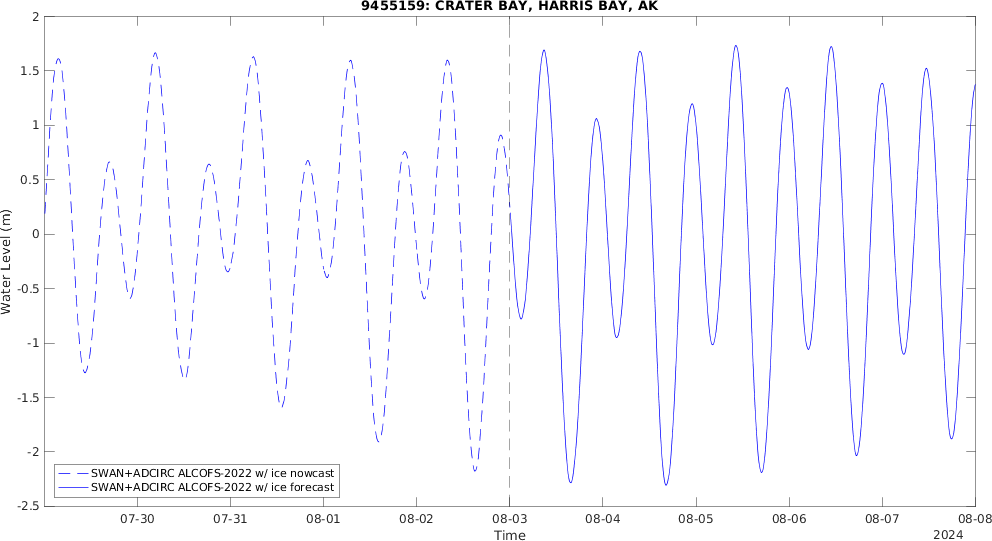 9455159: CRATER BAY, HARRIS BAY, AK
2
1.5
1
0.5
0
-0.5
-1
-1.5
-2
-2.5
Water Level (m)
SWAN+ADCIRC ALCOFS-2022 w/ ice nowcast
SWAN+ADCIRC ALCOFS-2022 w/ ice forecast
07-30 07-31 08-01 08-02 08-03 08-04 08-05 08-06 08-07 08-08
Time
2024